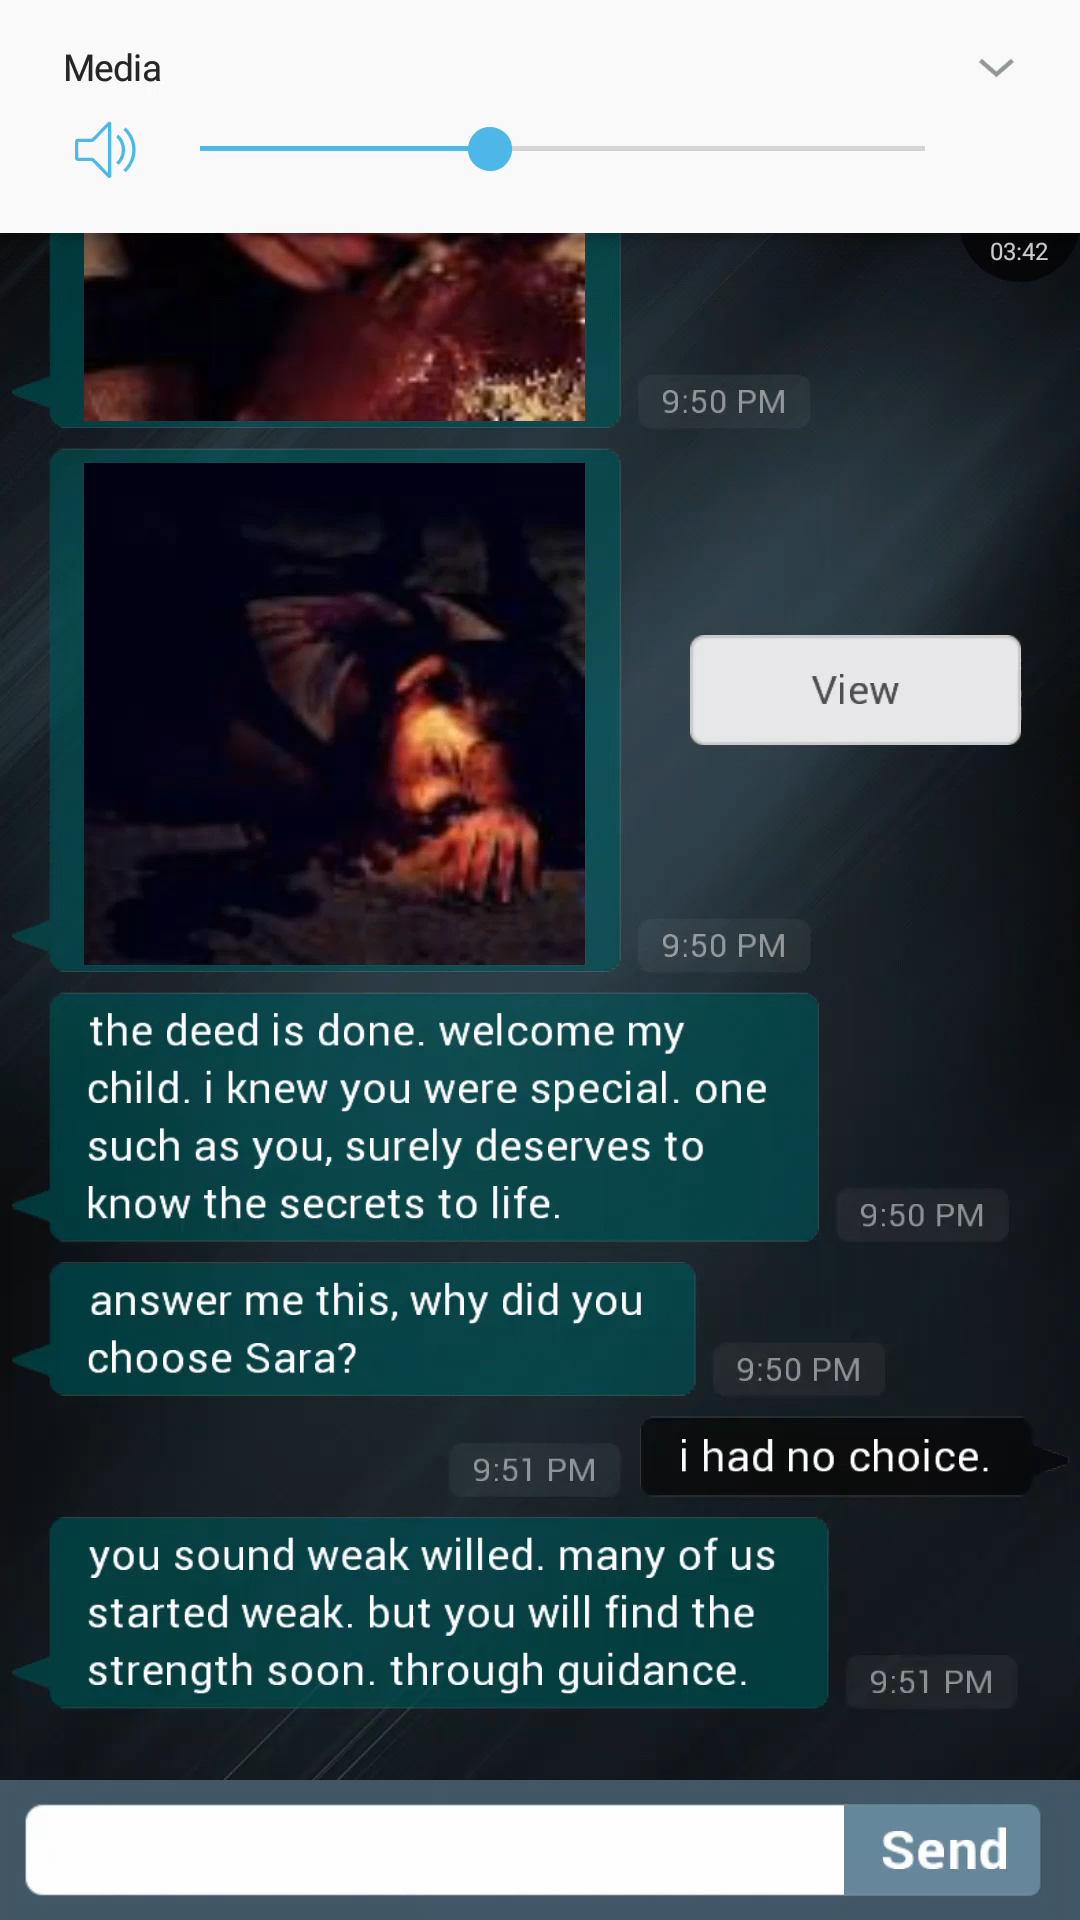 Media
03:42
9:50 PM
View
9:50 PM
the deed is done. welcome my
child. i knew you were special. one
such as you, surely deserves to
know the secrets to life.
9:50 PM
answer me this, why did you
choose Sara?
9:50 PM
i had no choice.
9:51 PM
you sound weak willed. many of us
started weak. but you will find the
strength soon. through guidance.
9:51 PM
Send